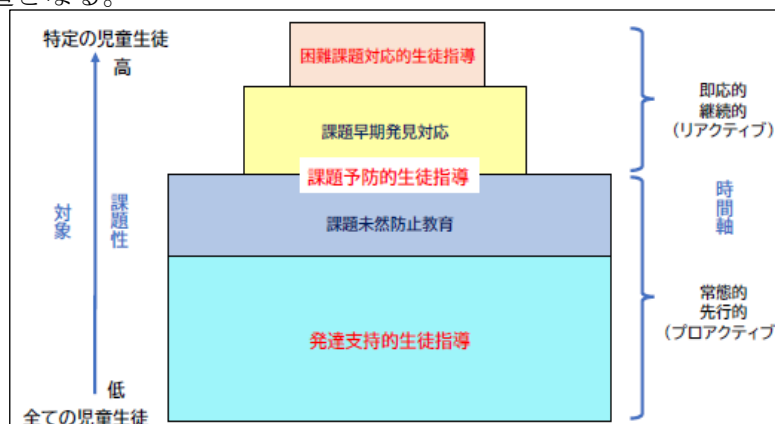 となる。
特定の児童生徒
高
困難課題対応的生徒指導
即応的
継続的
(リアクティブ)
課題早期発見対応
課題予防的生徒指導
対象
課題性
時間軸
課題未然防止教育
常態的
先行的
(プロアクティブ)
発達支持的生徒指導
低
全ての児童生徒